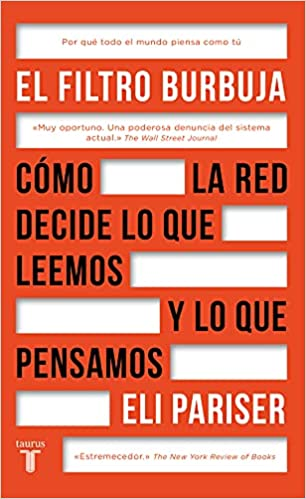 Por qué todo el mundo piensa como tú
EL FILTRO BURBUJA
«Muy oportuno. Una poderosa denuncia del sistema
actual.» The Wall Street Journal
CÓMO LA RED
DECIDE LO QUE
LEEMOS
Y LO QUE
PENSAMOS
ELI PARISER
taurus
T
«Estremecedor.» The New York Review of Books